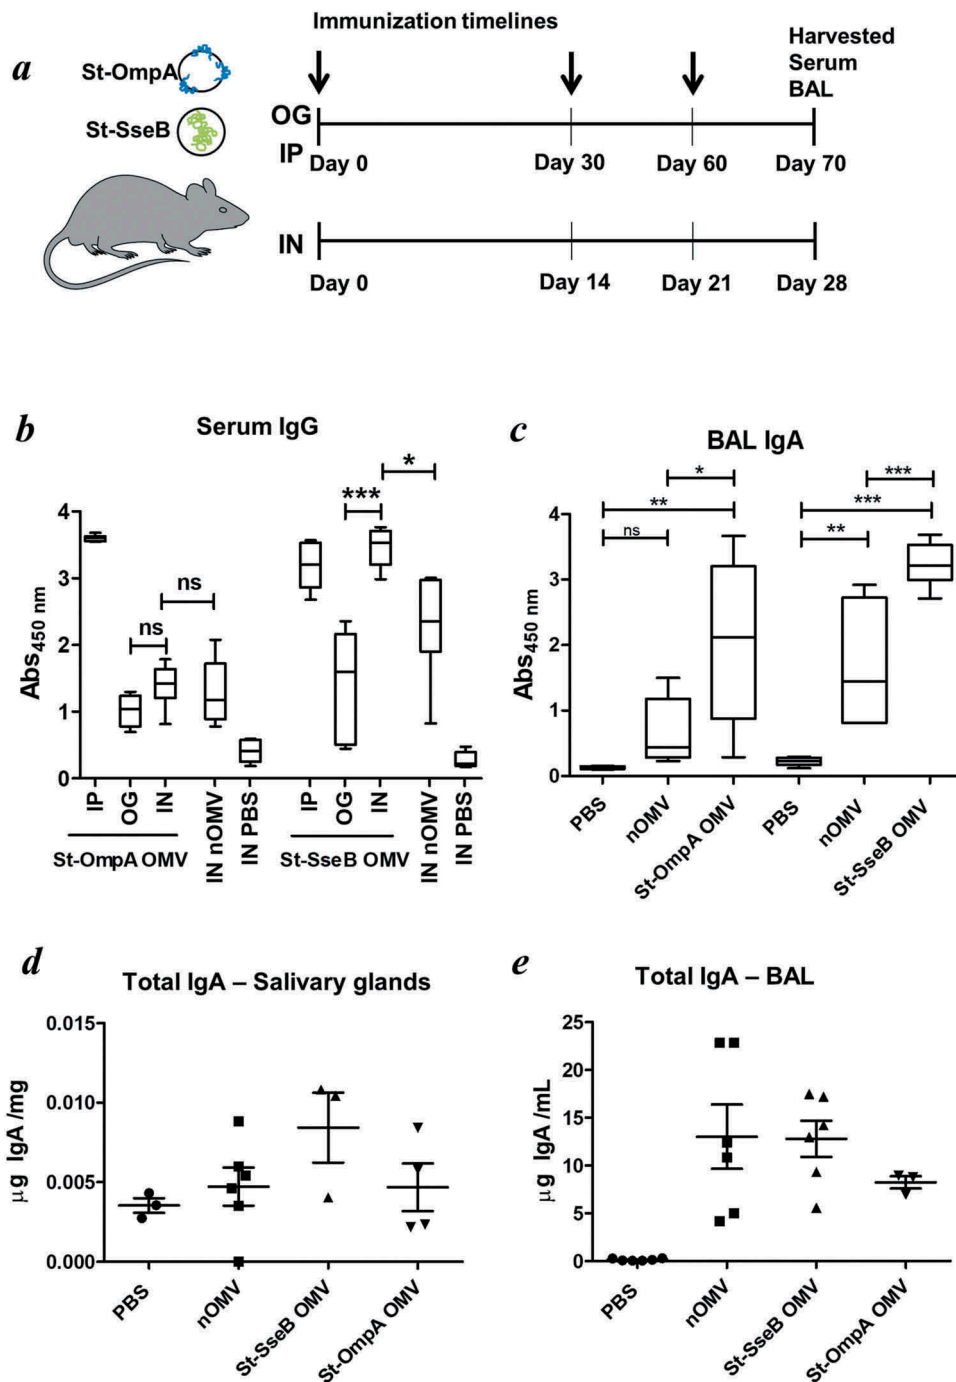 a
Immunization timelines
Harvested
Serum
BAL
St-OmpA
St-SseB
OG
IP
Day 0 Day 30 Day 60 Day 70
IN
Day 0 Day 14 Day 21 Day 28
b
Serum IgG
Abs450 nm
4
3
2
1
0
ns
ns
***
*
IP
OG
IN
IN nOMV
IN PBS
IP
OG
IN
IN nOMV
IN PBS
St-OmpA OMV
St-SseB OMV
c
BAL IgA
Abs450 nm
4
3
2
1
0
*
**
ns
***
***
**
PBS
nOMV
St-OmpA OMV
PBS
nOMV
St-SseB OMV
d
Total IgA – Salivary glands
μg IgA /mg
0.015
0.010
0.005
0.000
PBS
nOMV
St-SseB OMV
St-OmpA OMV
e
Total IgA – BAL
μg IgA /mL
25
20
15
10
5
0
PBS
nOMV
St-SseB OMV
St-OmpA OMV